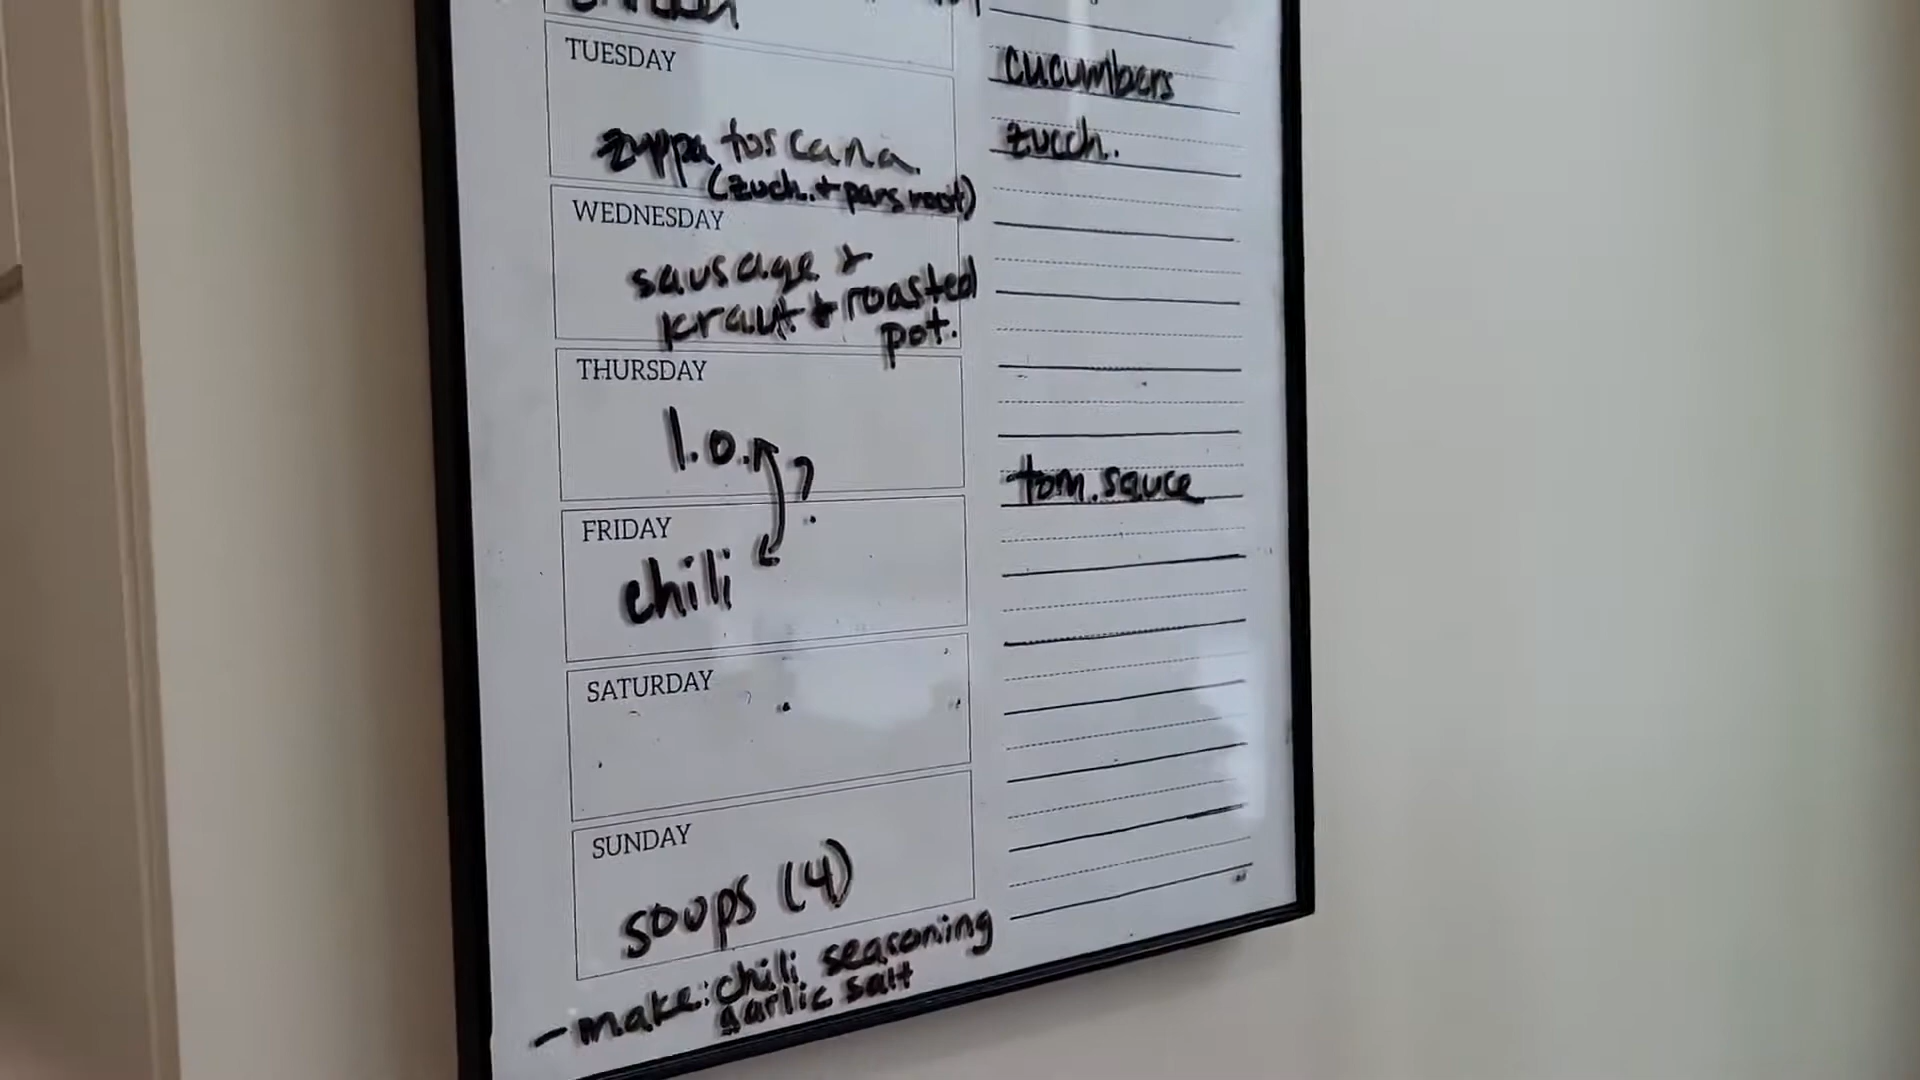 TUESDAY
zuppa toscana
(zuch. + pars root)
WEDNESDAY
sausage +
kraut + roasted
pot.
THURSDAY
l.o.
?
FRIDAY
chili
SATURDAY
SUNDAY
soups (4)
- make: chili seasoning
garlic salt
cucumbers
zucch.
tom. sauce